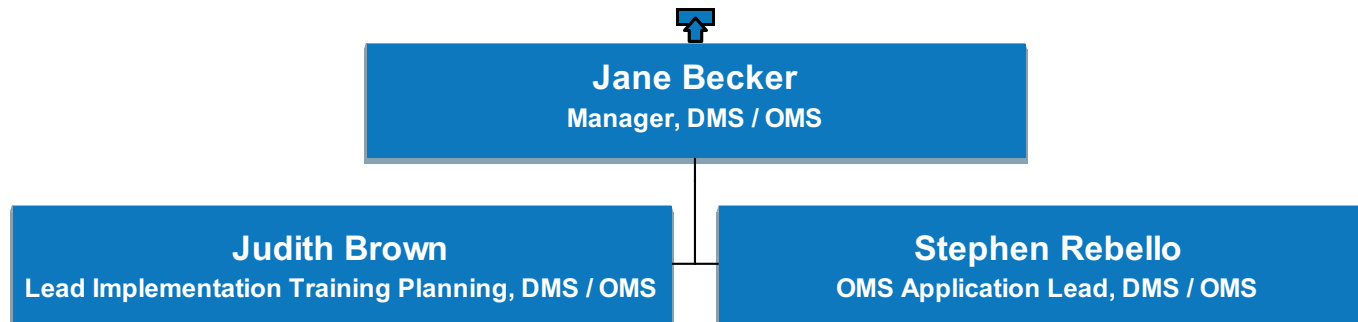 Jane Becker
Manager, DMS / OMS
Judith Brown
Lead Implementation Training Planning, DMS / OMS
Stephen Rebello
OMS Application Lead, DMS / OMS